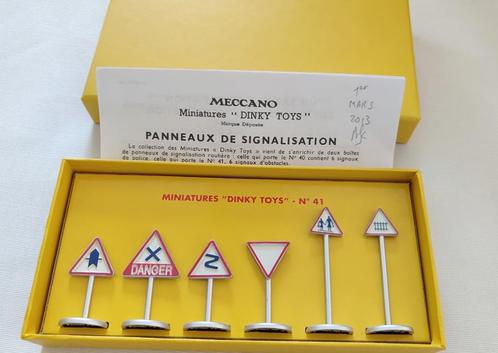 MECCANO
Miniatures "DINKY TOYS"
Marque Déposée
PANNEAUX DE SIGNALISATION
La collection des Miniatures « Dinky Toys » vient de s'enrichir de deux boîtes
de panneaux de signalisation routière : celle qui porte le N° 40 contient 6 signaux
de police, celle qui porte le N° 41, 6 signaux d'obstacles.
1er
MARS
2013
MINIATURES "DINKY TOYS" - N° 41
DANGER